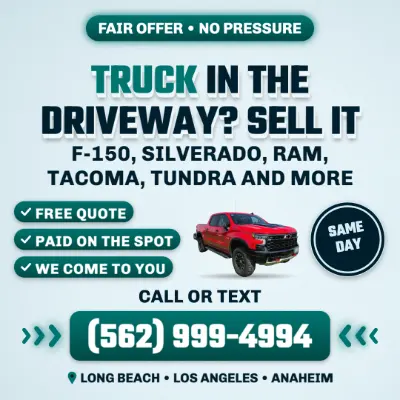 FAIR OFFER • NO PRESSURE
TRUCK IN THE
DRIVEWAY? SELL IT
F-150, SILVERADO, RAM,
TACOMA, TUNDRA AND MORE
FREE QUOTE
PAID ON THE SPOT
WE COME TO YOU
SAME
DAY
CALL OR TEXT
(562) 999-4994
LONG BEACH • LOS ANGELES • ANAHEIM